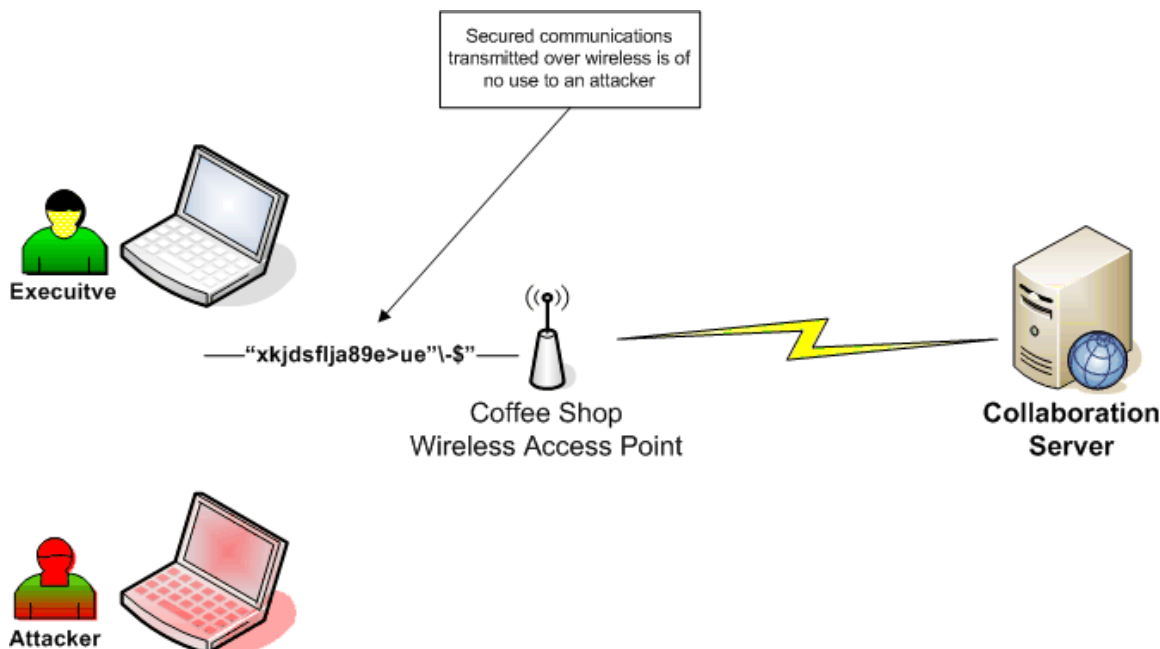 Secured communications
transmitted over wireless is of
no use to an attacker
Execuitve
“xkjdsflja89e>ue”\-$”
Coffee Shop
Wireless Access Point
Collaboration
Server
Attacker